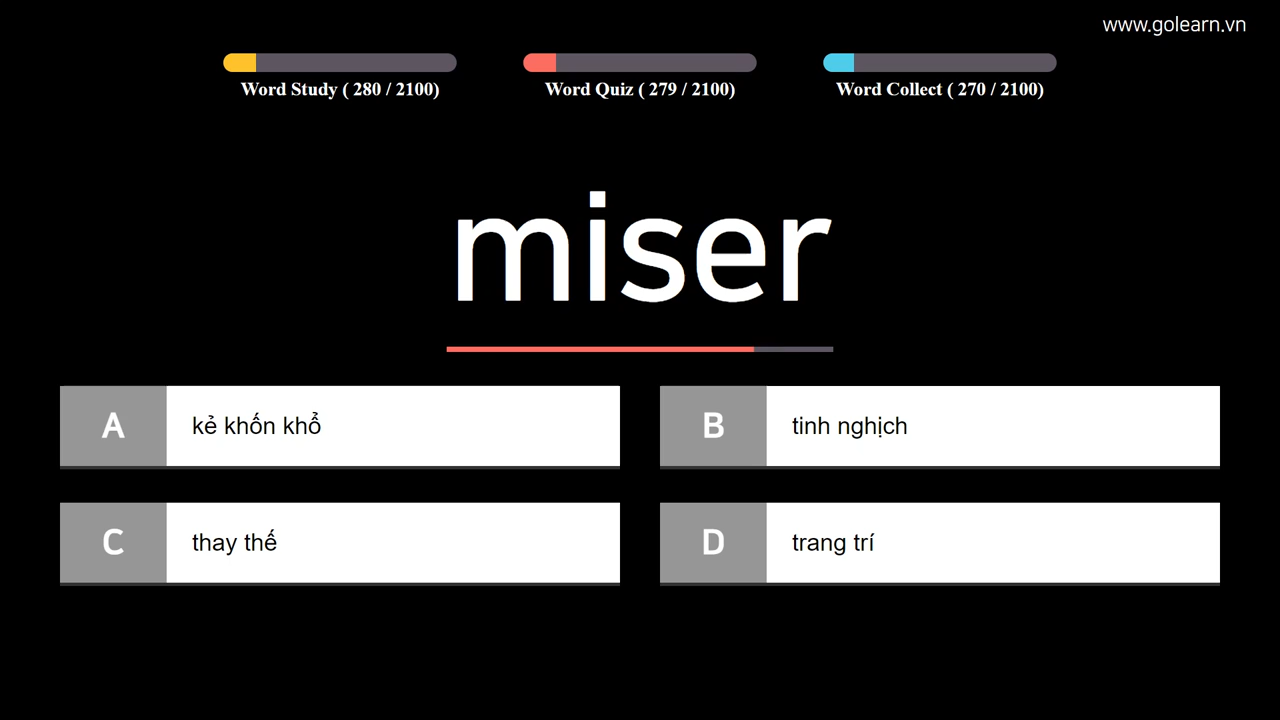 www.golearn.vn
Word Study ( 280 / 2100)
Word Quiz ( 279 / 2100)
Word Collect ( 270 / 2100)
miser
A kẻ khốn khổ
B tinh nghịch
C thay thế
D trang trí